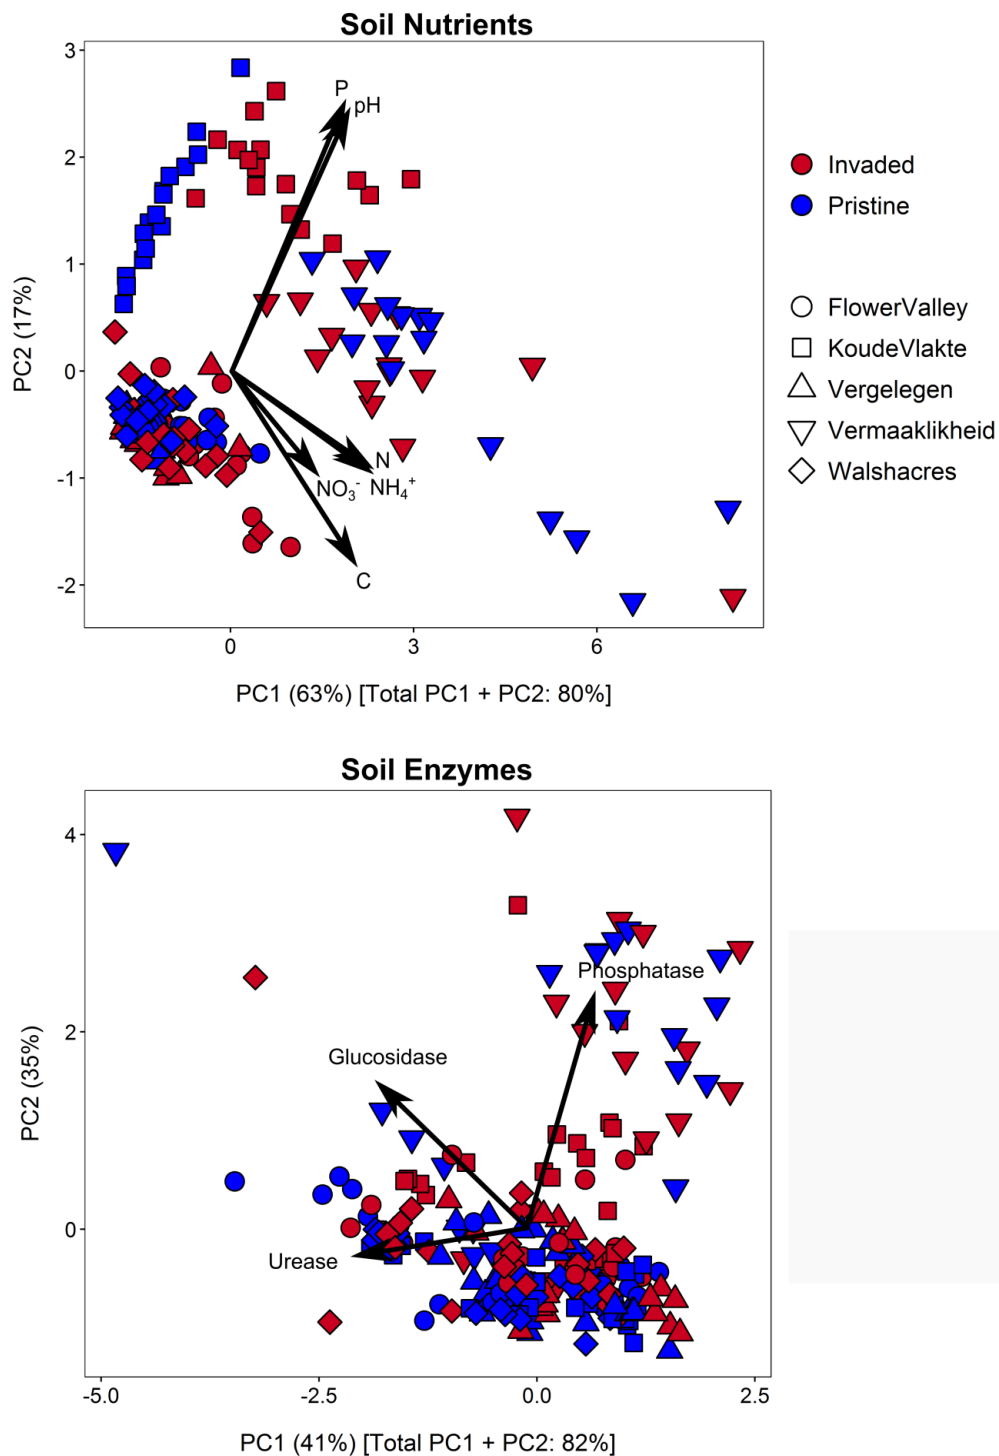 Soil Nutrients
3
2
1
0
-1
-2
PC2 (17%)
P
pH
N
NO₃⁻ NH₄⁺
C
0 3 6
PC1 (63%) [Total PC1 + PC2: 80%]
Invaded
Pristine
FlowerValley
KoudeVlakte
Vergelegen
Vermaaklikheid
Walshacres
Soil Enzymes
4
2
0
PC2 (35%)
Phosphatase
Glucosidase
Urease
-5.0 -2.5 0.0 2.5
PC1 (41%) [Total PC1 + PC2: 82%]